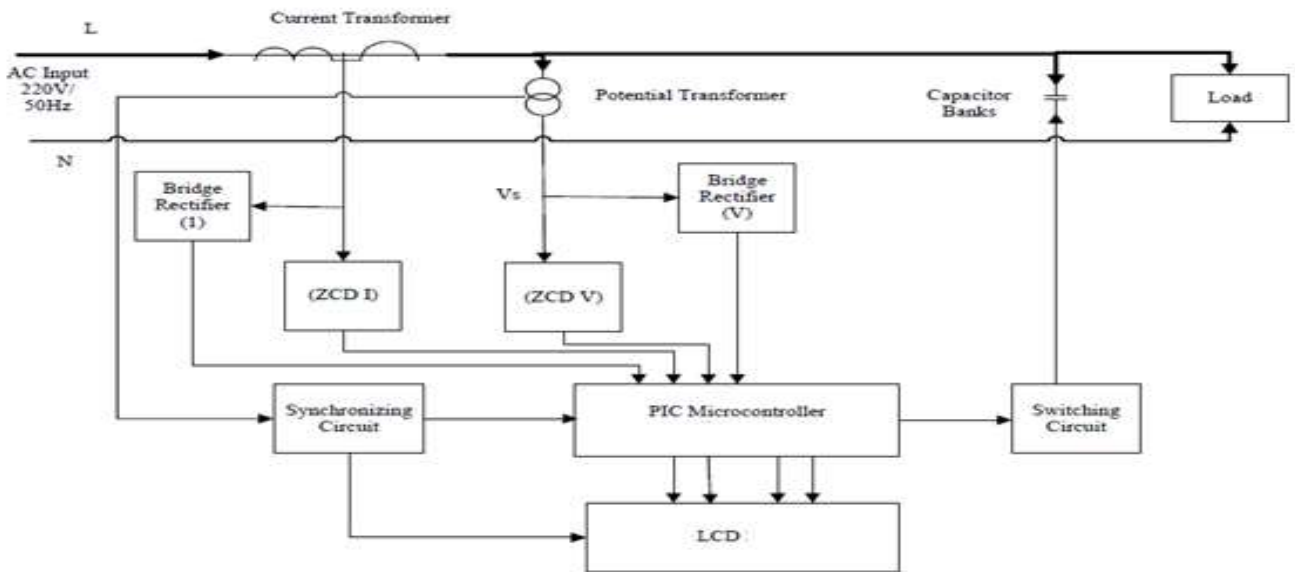 Current Transformer
L
AC Input
220V/
50Hz
Potential Transformer
Capacitor
Banks
Load
N
Bridge
Rectifier
(1)
Vs
Bridge
Rectifier
(V)
(ZCD I)
(ZCD V)
Synchronizing
Circuit
PIC Microcontroller
Switching
Circuit
LCD